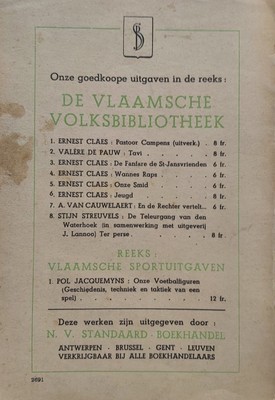 Onze goedkoope uitgaven in de reeks :
DE VLAAMSCHE
VOLKSBIBLIOTHEEK
1. ERNEST CLAES : Pastoor Campens (uitverk.) . 8 fr.
2. VALÈRE DE PAUW : Tavi . . . . . . 8 fr.
3. ERNEST CLAES : De Fanfare de St-Jansvrienden 6 fr.
4. ERNEST CLAES : Wannes Raps . . . . . 6 fr.
5. ERNEST CLAES : Onze Smid . . . . . 6 fr.
6. ERNEST CLAES : Jeugd . . . . . . 8 fr.
7. A. VAN CAUWELAERT : En de Rechter vertelt... 6 fr.
8. STIJN STREUVELS : De Teleurgang van den
Waterhoek (in samenwerking met uitgeverij
J. Lannoo) Ter perse . . . . . . 8 fr
REEKS :
VLAAMSCHE SPORTUITGAVEN
1 POL JACQUEMYNS : Onze Voetbalfiguren
(Geschiedenis, techniek en taktiek van een
spel) . . . . . . . . 12 fr.
Deze werken zijn uitgegeven door :
N. V. STANDAARD - BOEKHANDEL
ANTWERPEN - BRUSSEL - GENT - LEUVEN
VERKRIJGBAAR BIJ ALLE BOEKHANDELAARS